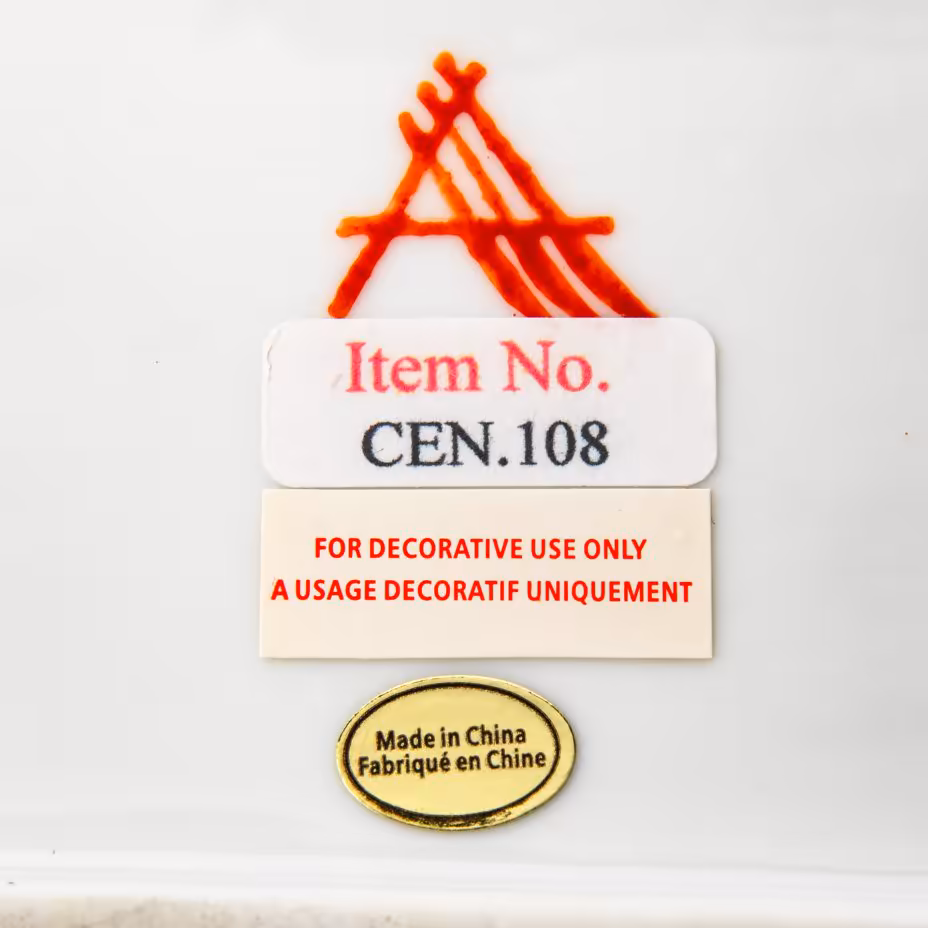 Item No.
CEN.108
FOR DECORATIVE USE ONLY
A USAGE DECORATIF UNIQUEMENT
Made in China
Fabriqué en Chine